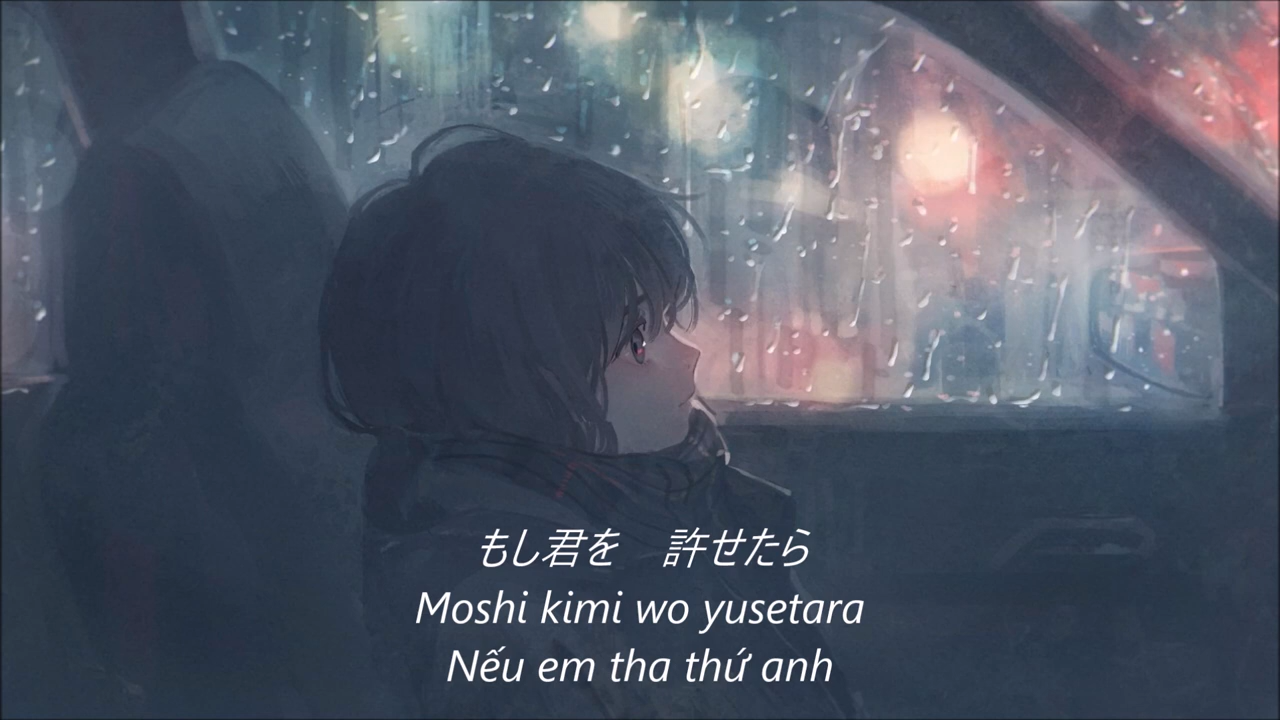 もし君を　許せたら
Moshi kimi wo yusetara
Nếu em tha thứ anh